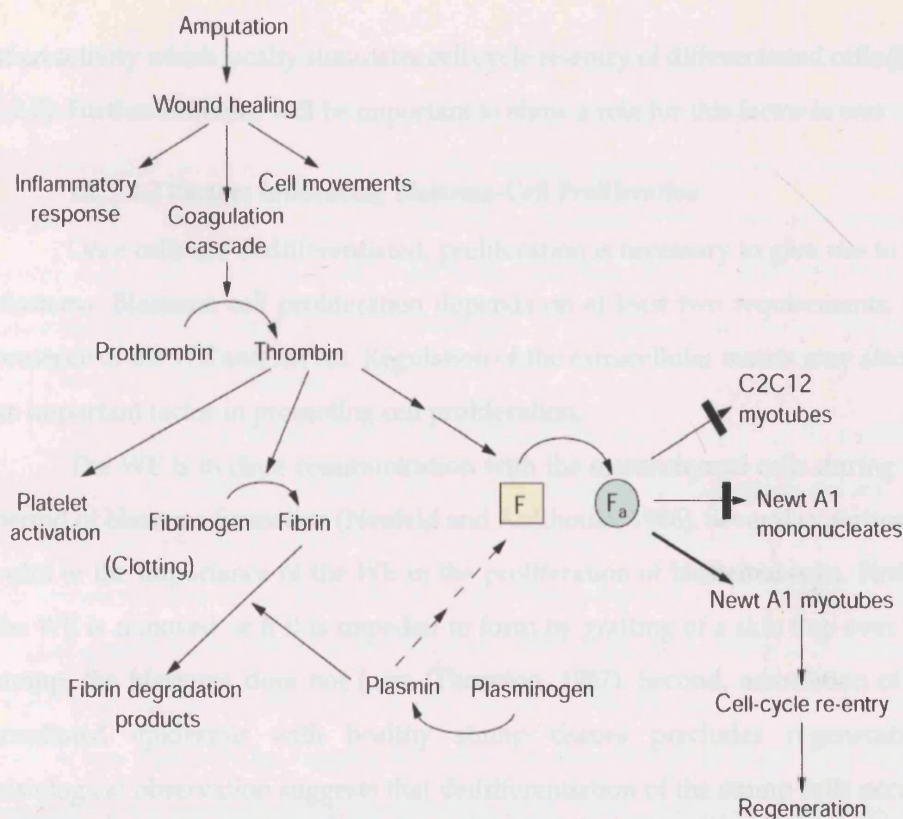 Amputation
Wound healing
Inflammatory
response
Coagulation
cascade
Cell movements
Prothrombin
Thrombin
C2C12
myotubes
Platelet
activation
Fibrinogen
Fibrin
(Clotting)
F
Fa
Newt A1
mononucleates
Newt A1 myotubes
Fibrin degradation
products
Plasmin
Plasminogen
Cell-cycle re-entry
Regeneration